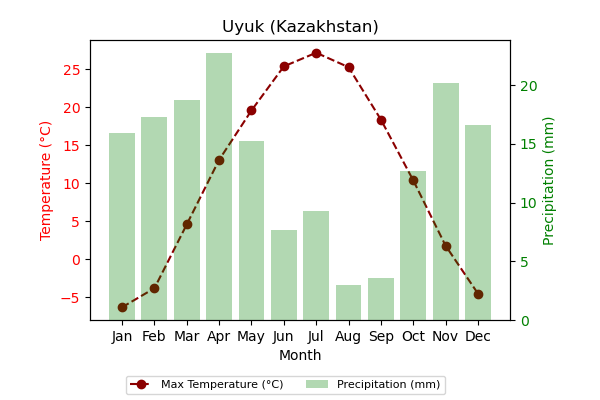 Uyuk (Kazakhstan)
Temperature (°C)
25
20
15
10
5
0
−5
20
15
10
5
0
Precipitation (mm)
Jan Feb Mar Apr May Jun Jul Aug Sep Oct Nov Dec
Month
Max Temperature (°C) Precipitation (mm)